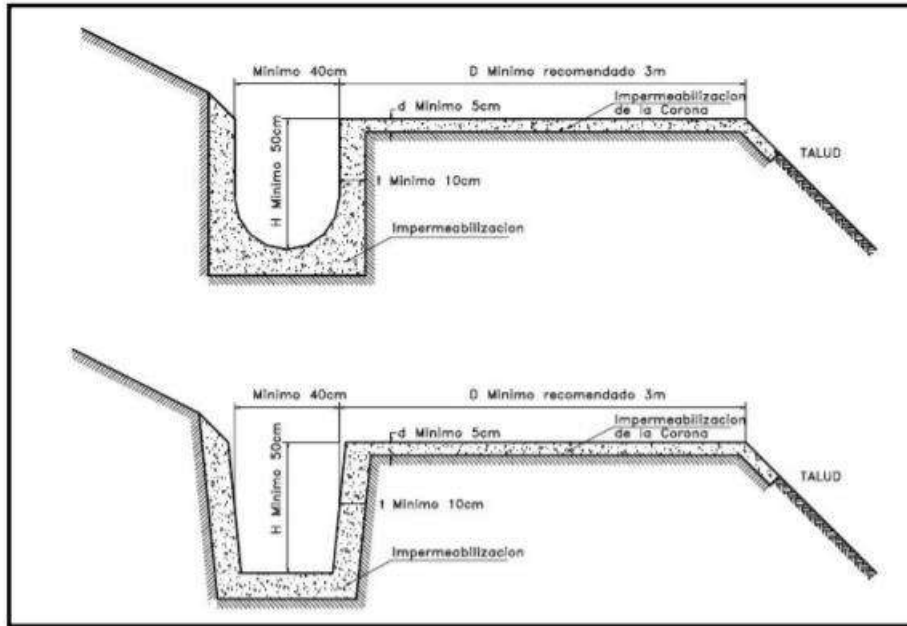 Minimo 40cm
D Minimo recomendado 3m
d Minimo 5cm
Impermeabilizacion
de la Corona
H Minimo 50cm
TALUD
t Minimo 10cm
Impermeabilizacion
Minimo 40cm
D Minimo recomendado 3m
d Minimo 5cm
Impermeabilizacion
de la Corona
H Minimo 50cm
TALUD
t Minimo 10cm
Impermeabilizacion